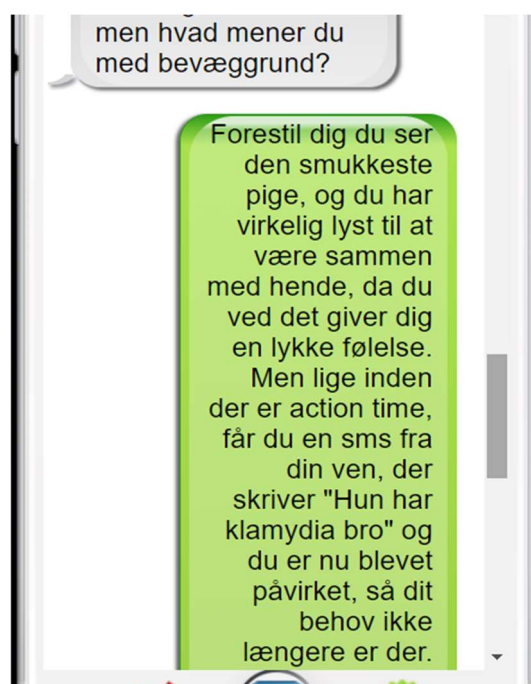 men hvad mener du
med bevæggrund?
Forestil dig du ser
den smukkeste
pige, og du har
virkelig lyst til at
være sammen
med hende, da du
ved det giver dig
en lykke følelse.
Men lige inden
der er action time,
får du en sms fra
din ven, der
skriver "Hun har
klamydia bro" og
du er nu blevet
påvirket, så dit
behov ikke
længere er der.